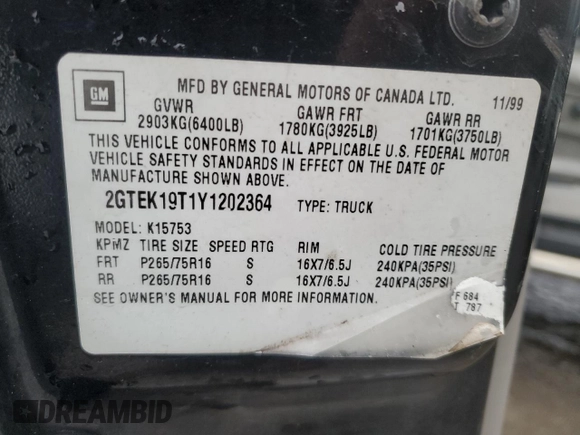 GM
MFD BY GENERAL MOTORS OF CANADA LTD. 11/99
GVWR GAWR FRT GAWR RR
2903KG(6400LB) 1780KG(3925LB) 1701KG(3750LB)
THIS VEHICLE CONFORMS TO ALL APPLICABLE U.S. FEDERAL MOTOR
VEHICLE SAFETY STANDARDS IN EFFECT ON THE DATE OF
MANUFACTURE SHOWN ABOVE.
2GTEK19T1Y1202364 TYPE: TRUCK
MODEL: K15753
KPMZ TIRE SIZE SPEED RTG RIM COLD TIRE PRESSURE
FRT P265/75R16 S 16X7/6.5J 240KPA(35PSI)
RR P265/75R16 S 16X7/6.5J 240KPA(35PSI)
SEE OWNER'S MANUAL FOR MORE INFORMATION.
F 684
T 787
DREAMBID